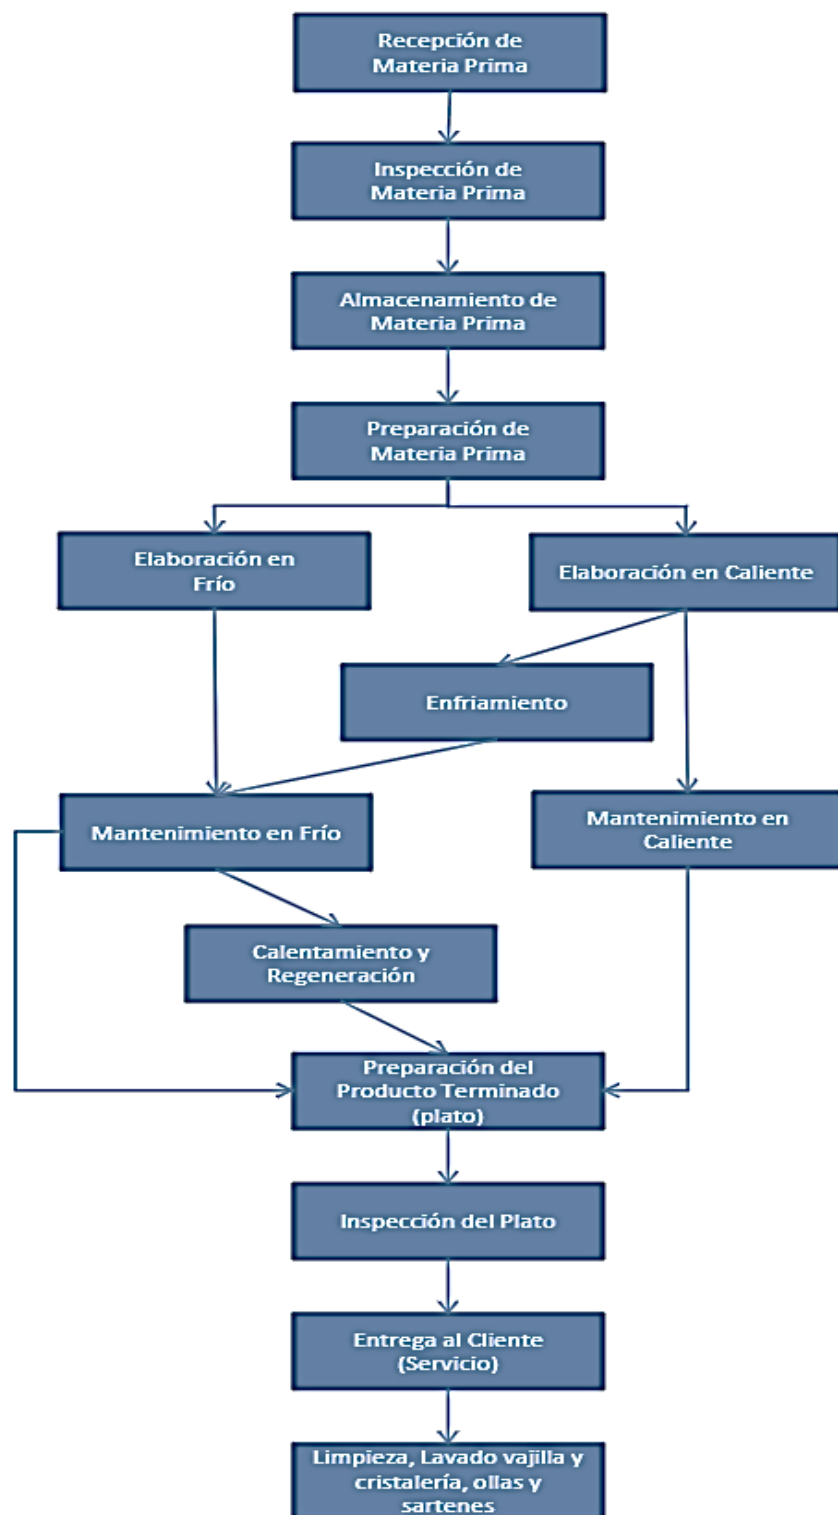 Recepción de
Materia Prima
Inspección de
Materia Prima
Almacenamiento de
Materia Prima
Preparación de
Materia Prima
Elaboración en
Frío
Elaboración en Caliente
Enfriamiento
Mantenimiento en Frío
Mantenimiento en
Caliente
Calentamiento y
Regeneración
Preparación del
Producto Terminado
(plato)
Inspección del Plato
Entrega al Cliente
(Servicio)
Limpieza, Lavado vajilla y
cristalería, ollas y
sartenes